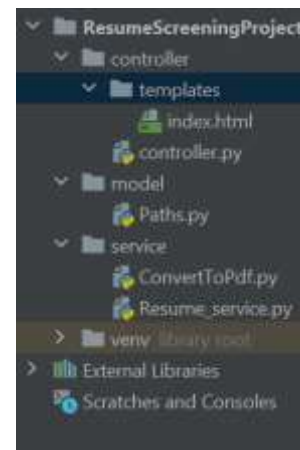 ResumeScreeningProject
controller
templates
index.html
controller.py
model
Paths.py
service
ConvertToPdf.py
Resume_service.py
venv library root
External Libraries
Scratches and Consoles